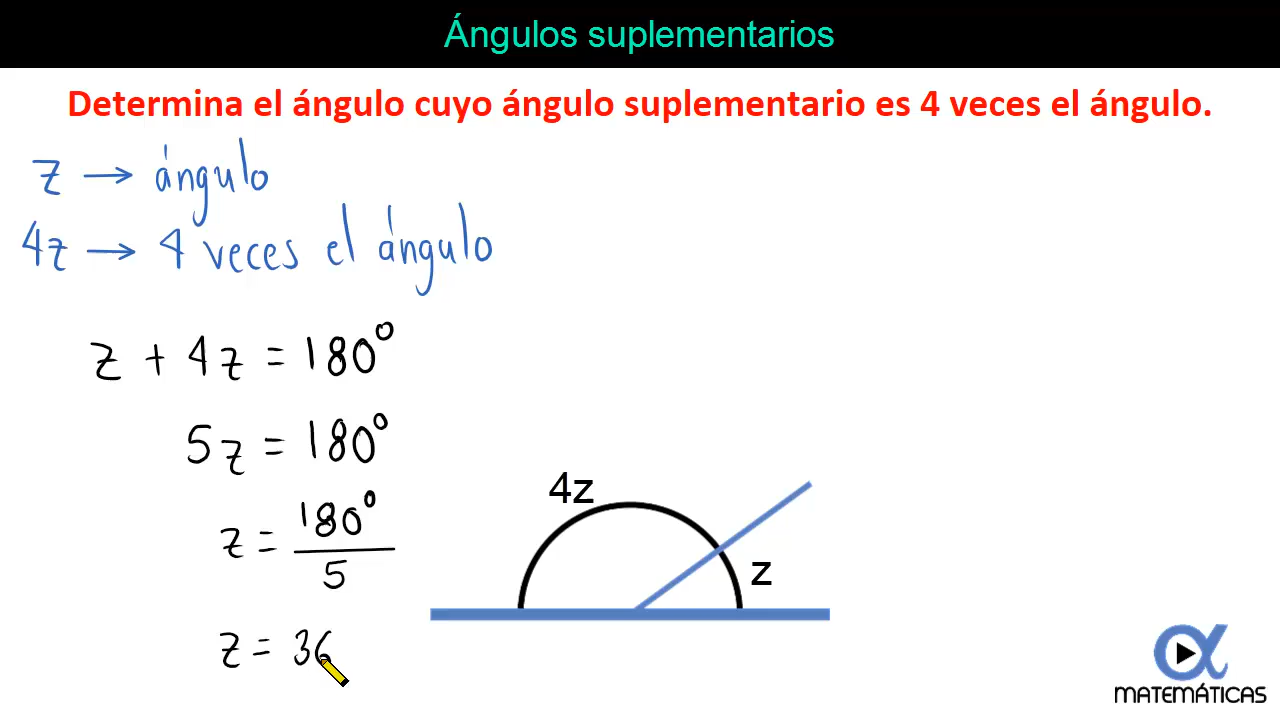 Ángulos suplementarios
Determina el ángulo cuyo ángulo suplementario es 4 veces el ángulo.
z → ángulo
4z → 4 veces el ángulo
z + 4z = 180°
5z = 180°
z = 180° / 5
z = 36
4z
z
MATEMÁTICAS